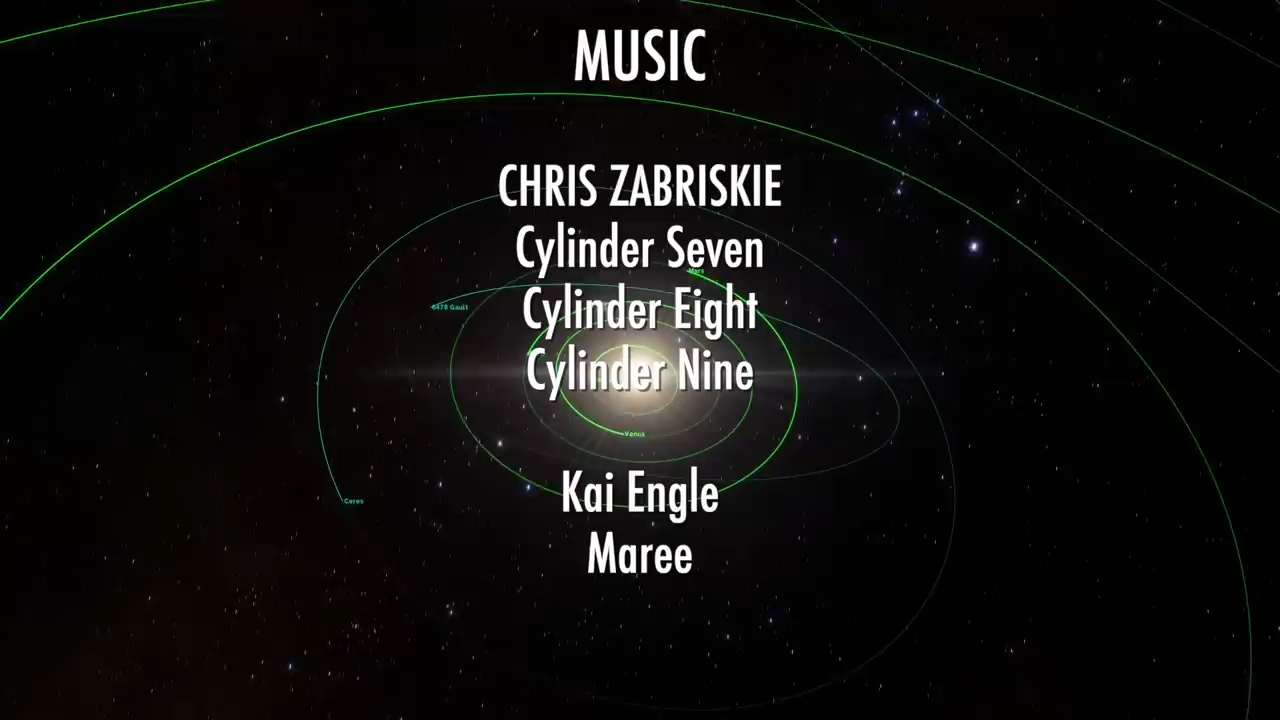 MUSIC
CHRIS ZABRISKIE
Cylinder Seven
Mars
6478 Gault
Cylinder Eight
Cylinder Nine
Venus
Kai Engle
Ceres
Maree